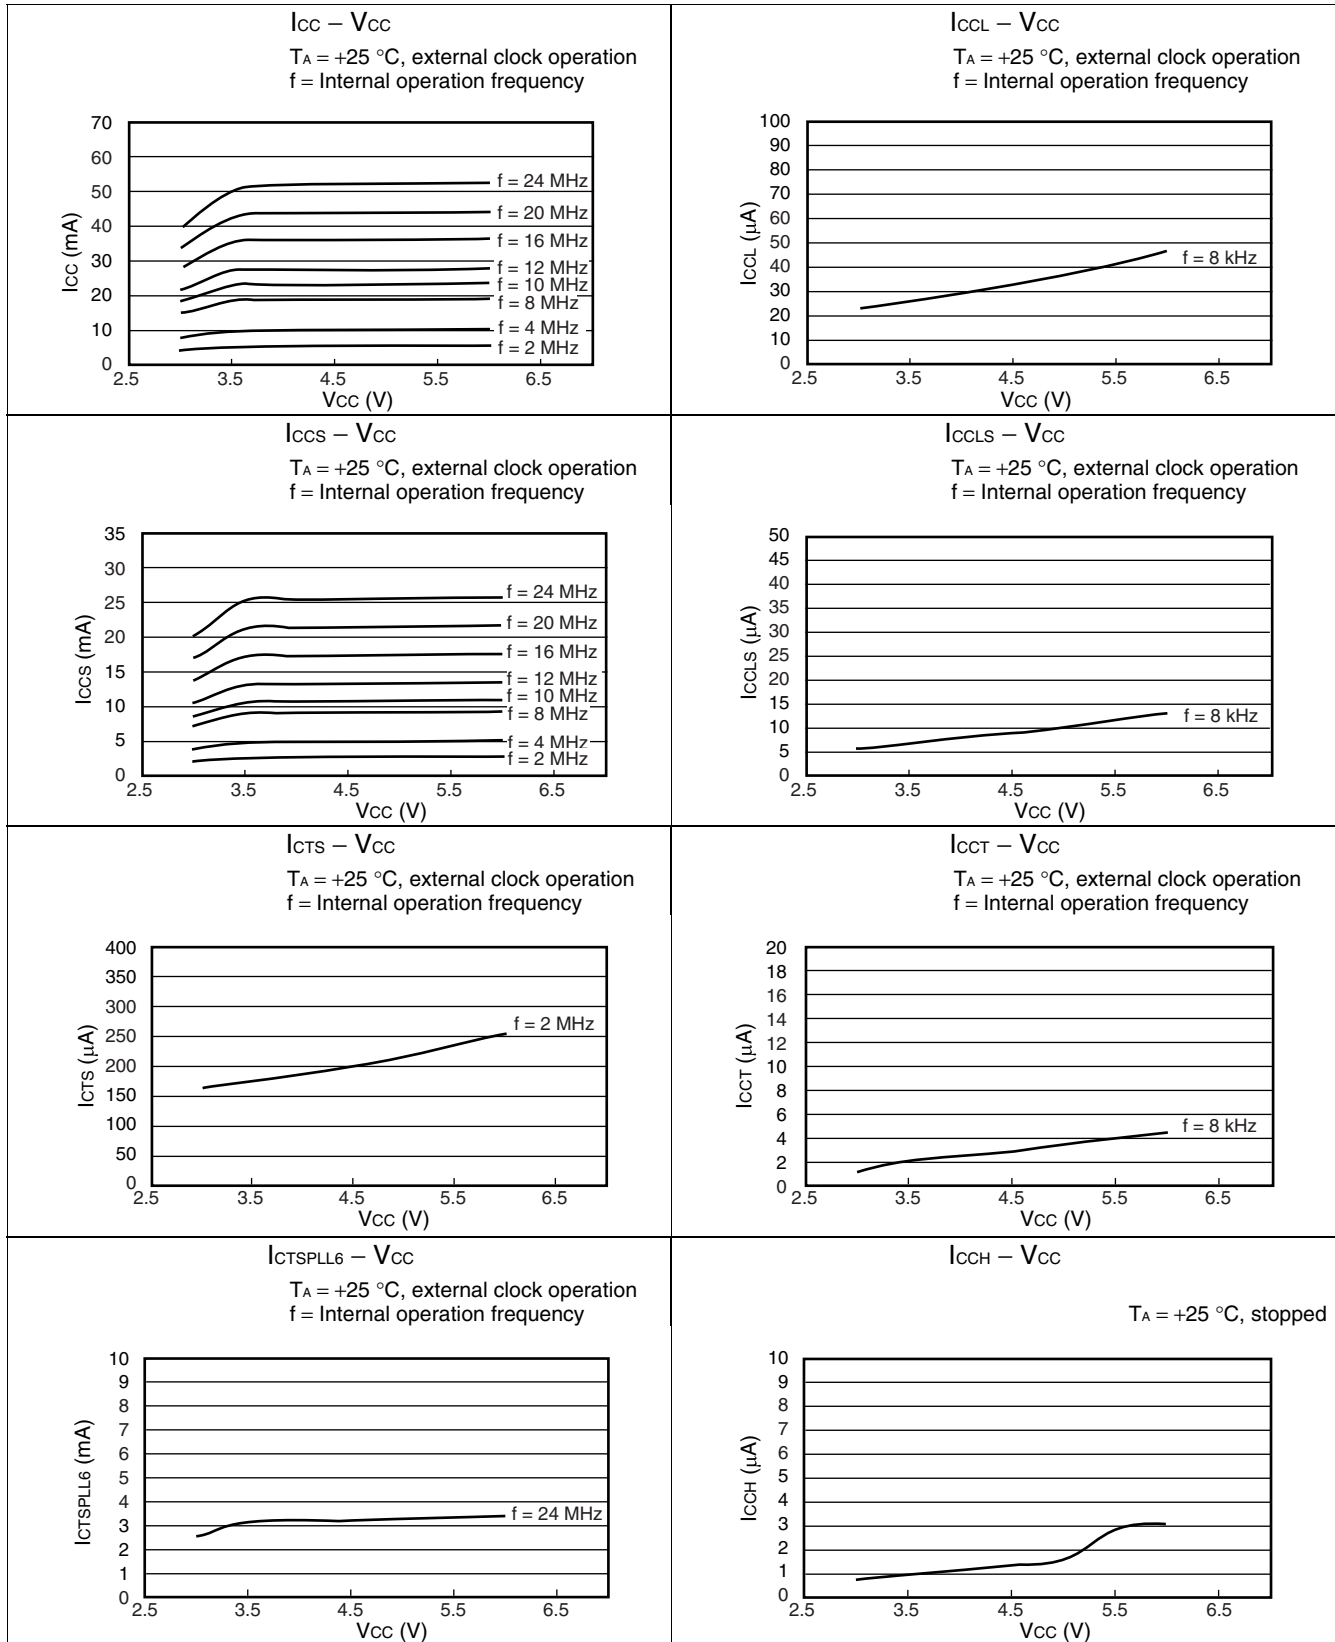 ICC – VCC
TA = +25 °C, external clock operation
f = Internal operation frequency
70
60
50
40
30
20
10
0
ICC (mA)
f = 24 MHz
f = 20 MHz
f = 16 MHz
f = 12 MHz
f = 10 MHz
f = 8 MHz
f = 4 MHz
f = 2 MHz
2.5 3.5 4.5 5.5 6.5
VCC (V)
ICCL – VCC
TA = +25 °C, external clock operation
f = Internal operation frequency
100
90
80
70
60
50
40
30
20
10
0
ICCL (µA)
f = 8 kHz
2.5 3.5 4.5 5.5 6.5
VCC (V)
ICCS – VCC
TA = +25 °C, external clock operation
f = Internal operation frequency
35
30
25
20
15
10
5
0
ICCS (mA)
f = 24 MHz
f = 20 MHz
f = 16 MHz
f = 12 MHz
f = 10 MHz
f = 8 MHz
f = 4 MHz
f = 2 MHz
2.5 3.5 4.5 5.5 6.5
VCC (V)
ICCLS – VCC
TA = +25 °C, external clock operation
f = Internal operation frequency
50
45
40
35
30
25
20
15
10
5
0
ICCLS (µA)
f = 8 kHz
2.5 3.5 4.5 5.5 6.5
VCC (V)
ICTS – VCC
TA = +25 °C, external clock operation
f = Internal operation frequency
400
350
300
250
200
150
100
50
0
ICTS (µA)
f = 2 MHz
2.5 3.5 4.5 5.5 6.5
VCC (V)
ICCT – VCC
TA = +25 °C, external clock operation
f = Internal operation frequency
20
18
16
14
12
10
8
6
4
2
0
ICCT (µA)
f = 8 kHz
2.5 3.5 4.5 5.5 6.5
VCC (V)
ICTSPLL6 – VCC
TA = +25 °C, external clock operation
f = Internal operation frequency
10
9
8
7
6
5
4
3
2
1
0
ICTSPLL6 (mA)
f = 24 MHz
2.5 3.5 4.5 5.5 6.5
VCC (V)
ICCH – VCC
TA = +25 °C, stopped
10
9
8
7
6
5
4
3
2
1
0
ICCH (µA)
2.5 3.5 4.5 5.5 6.5
VCC (V)